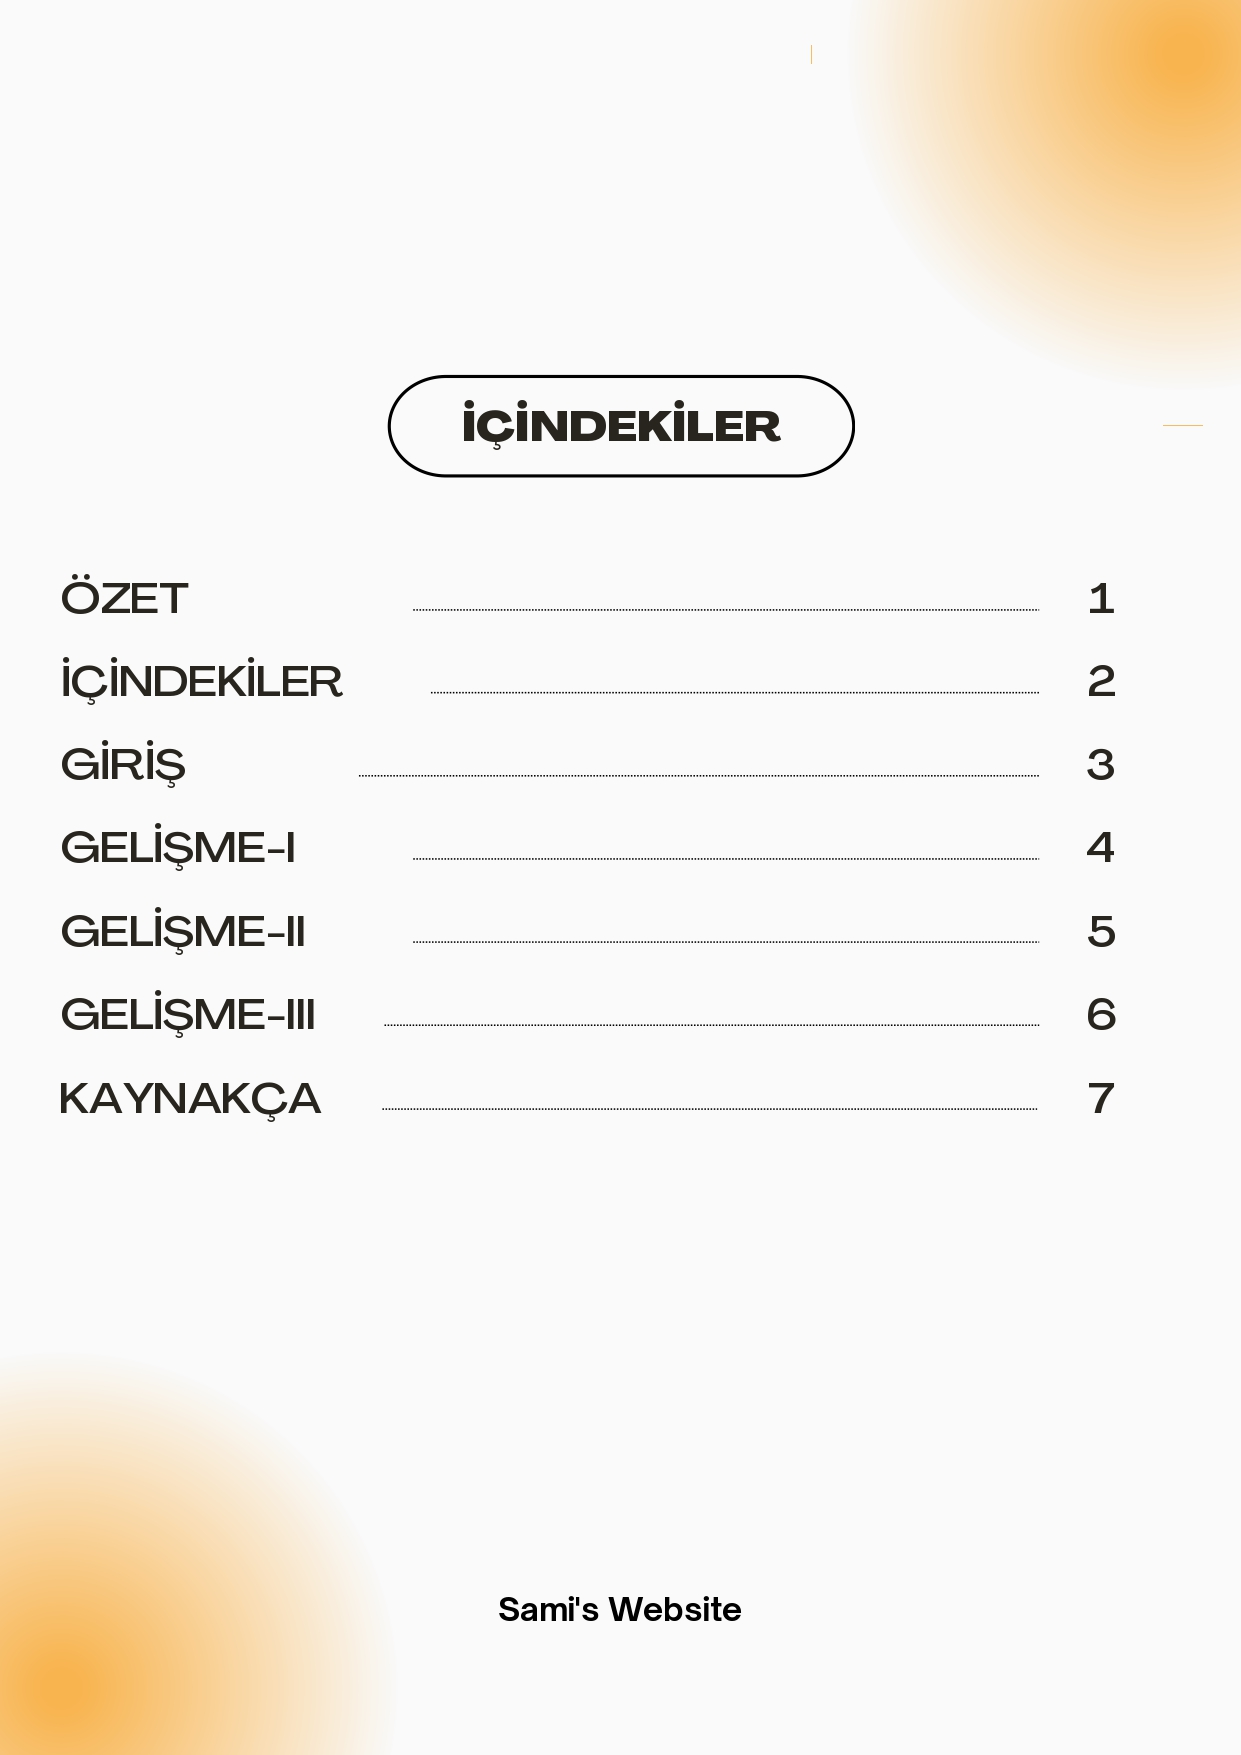 İÇİNDEKİLER
ÖZET 1
İÇİNDEKİLER 2
GİRİŞ 3
GELİŞME-I 4
GELİŞME-II 5
GELİŞME-III 6
KAYNAKÇA 7
Sami's Website